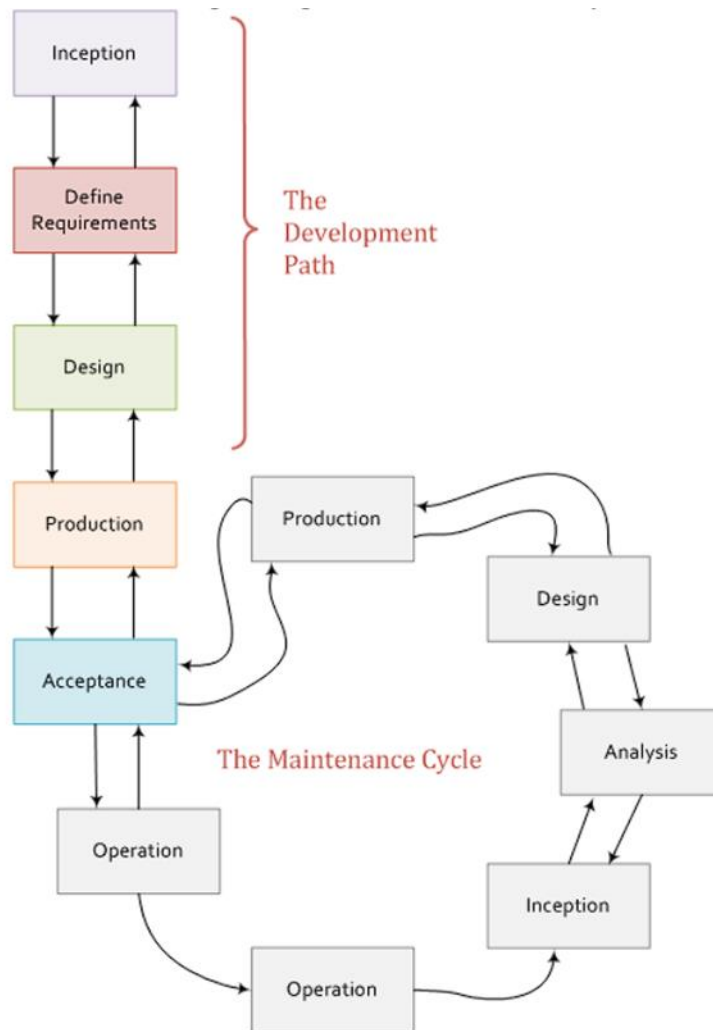 Inception
Define
Requirements
The
Development
Path
Design
Production
Production
Design
Acceptance
Analysis
The Maintenance Cycle
Operation
Inception
Operation